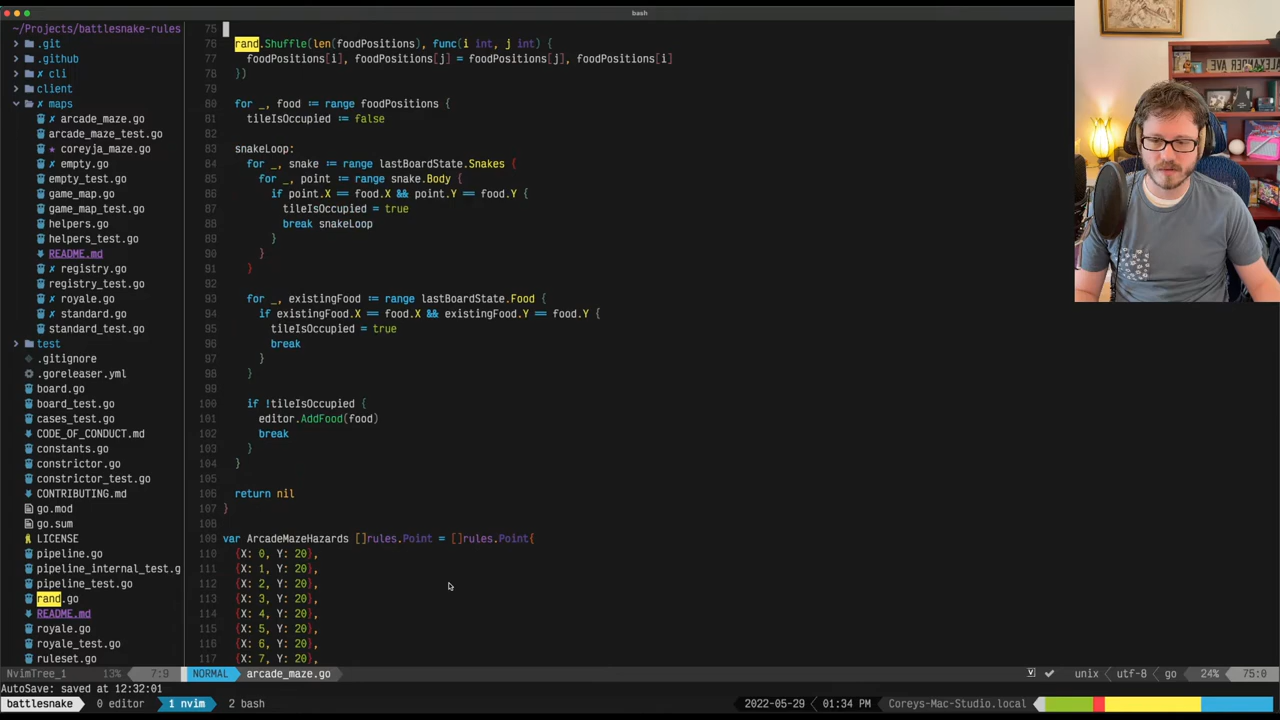 bash
~/Projects/battlesnake-rules
.git
.github
✗ cli
client
✗ maps
✗ arcade_maze.go
arcade_maze_test.go
★ coreyja_maze.go
✗ empty.go
empty_test.go
game_map.go
game_map_test.go
helpers.go
helpers_test.go
README.md
✗ registry.go
registry_test.go
✗ royale.go
✗ standard.go
standard_test.go
test
.gitignore
.goreleaser.yml
board.go
board_test.go
cases_test.go
CODE_OF_CONDUCT.md
constants.go
constrictor.go
constrictor_test.go
CONTRIBUTING.md
go.mod
go.sum
LICENSE
pipeline.go
pipeline_internal_test.g
pipeline_test.go
rand.go
README.md
royale.go
royale_test.go
ruleset.go
75
76 rand.Shuffle(len(foodPositions), func(i int, j int) {
77 foodPositions[i], foodPositions[j] = foodPositions[j], foodPositions[i]
78 })
79
80 for _, food := range foodPositions {
81 tileIsOccupied := false
82
83 snakeLoop:
84 for _, snake := range lastBoardState.Snakes {
85 for _, point := range snake.Body {
86 if point.X == food.X && point.Y == food.Y {
87 tileIsOccupied = true
88 break snakeLoop
89 }
90 }
91 }
92
93 for _, existingFood := range lastBoardState.Food {
94 if existingFood.X == food.X && existingFood.Y == food.Y {
95 tileIsOccupied = true
96 break
97 }
98 }
99
100 if !tileIsOccupied {
101 editor.AddFood(food)
102 break
103 }
104 }
105
106 return nil
107 }
108
109 var ArcadeMazeHazards []rules.Point = []rules.Point{
110 {X: 0, Y: 20},
111 {X: 1, Y: 20},
112 {X: 2, Y: 20},
113 {X: 3, Y: 20},
114 {X: 4, Y: 20},
115 {X: 5, Y: 20},
116 {X: 6, Y: 20},
117 {X: 7, Y: 20},
NvimTree_1 13% 7:9 NORMAL arcade_maze.go unix utf-8 go 24% 75:0
AutoSave: saved at 12:32:01
battlesnake 0 editor 1 nvim 2 bash 2022-05-29 01:34 PM Coreys-Mac-Studio.local